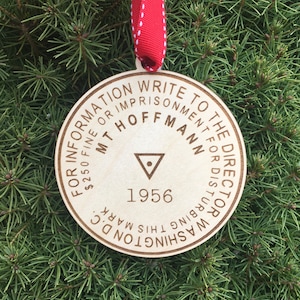 FOR INFORMATION WRITE TO THE DIRECTOR WASHINGTON D.C.
$250 FINE OR IMPRISONMENT FOR DISTURBING THIS MARK
MT HOFFMANN
1956